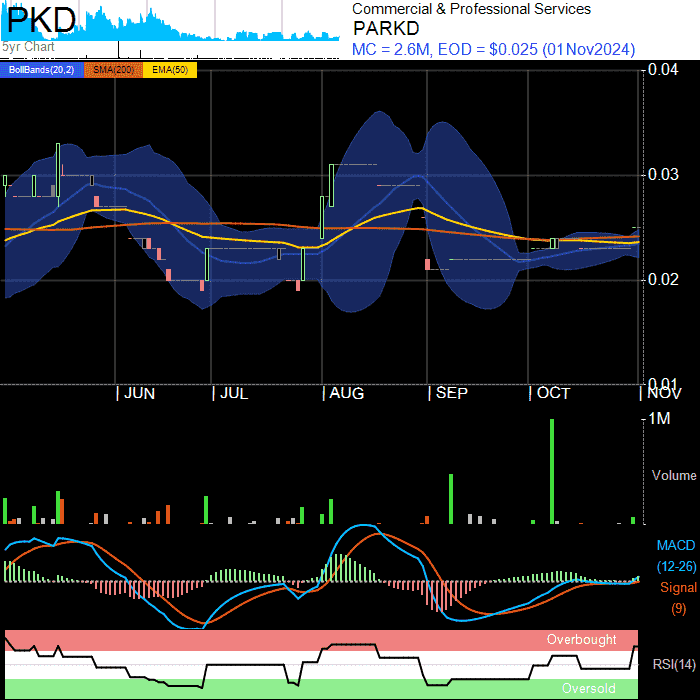 PKD
5yr Chart
Commercial & Professional Services
PARKD
MC = 2.6M, EOD = $0.025 (01Nov2024)
BollBands(20,2) SMA(200) EMA(50)
0.04
0.03
0.02
0.01
JUN JUL AUG SEP OCT NOV
1M
Volume
MACD
(12-26)
Signal
(9)
Overbought
RSI(14)
Oversold